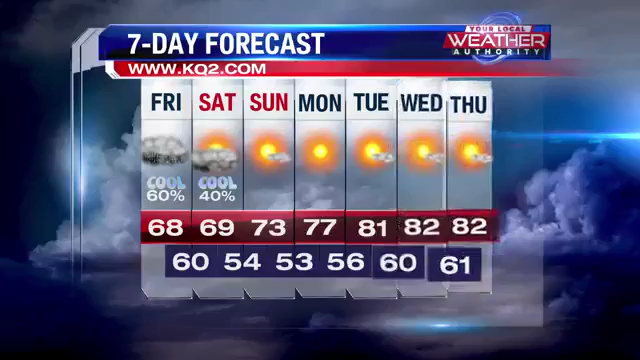 7-DAY FORECAST
YOUR LOCAL
WEATHER
AUTHORITY
WWW.KQ2.COM
FRI SAT SUN MON TUE WED THU
COOL COOL
60% 40%
68 69 73 77 81 82 82
60 54 53 56 60 61